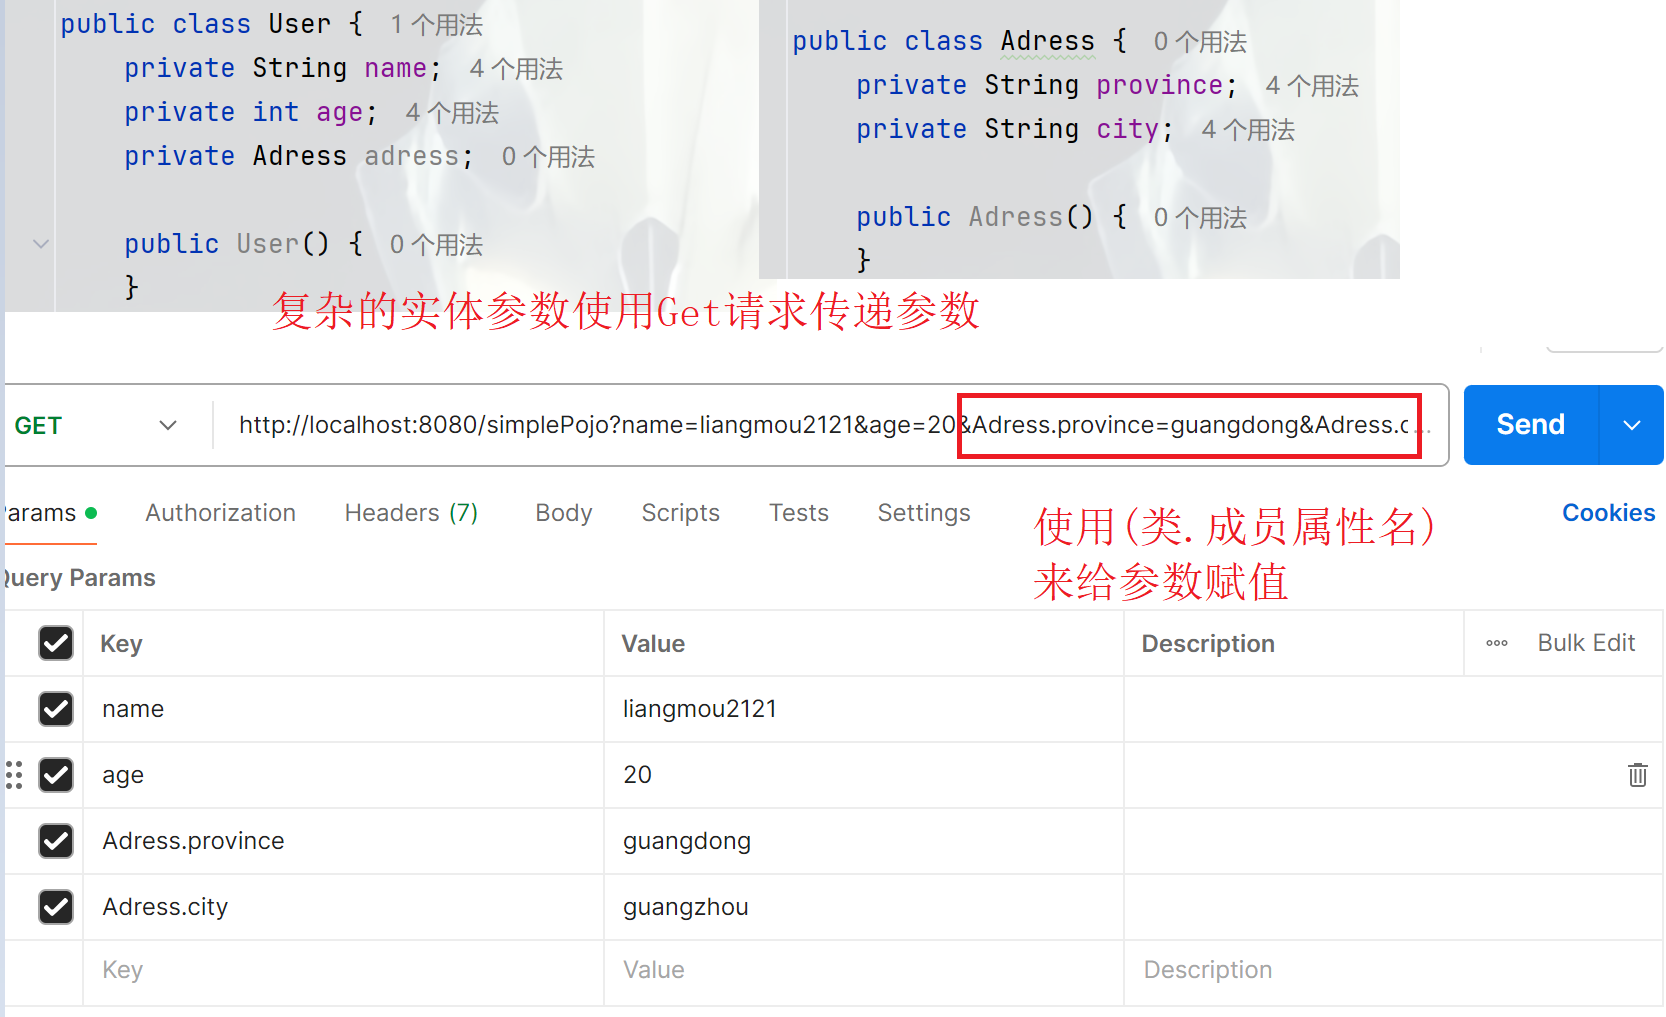 public class User {  1 个用法
private String name;  4 个用法
private int age;  4 个用法
private Adress adress;  0 个用法
public User() {  0 个用法
}
public class Adress {  0 个用法
private String province;  4 个用法
private String city;  4 个用法
public Adress() {  0 个用法
}
复杂的实体参数使用Get请求传递参数
GET http://localhost:8080/simplePojo?name=liangmou2121&age=20&Adress.province=guangdong&Adress.c... Send
Params Authorization Headers (7) Body Scripts Tests Settings Cookies
使用(类.成员属性名)
来给参数赋值
Query Params
Key Value Description Bulk Edit
name liangmou2121
age 20
Adress.province guangdong
Adress.city guangzhou
Key Value Description